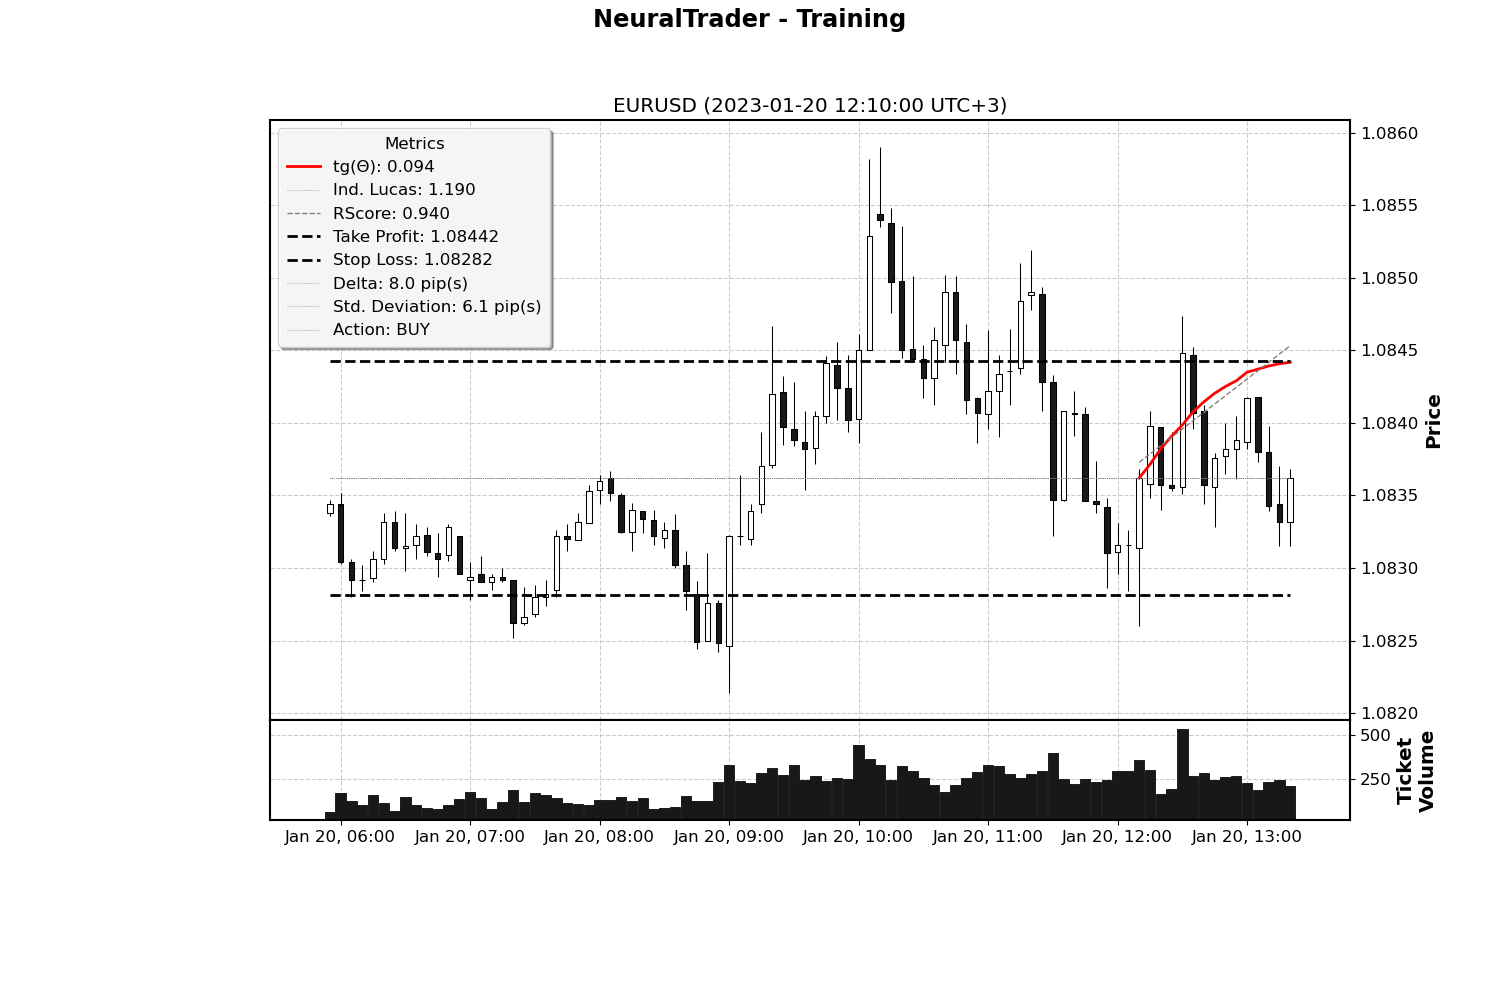 NeuralTrader - Training
EURUSD (2023-01-20 12:10:00 UTC+3)
Metrics
tg(Θ): 0.094
Ind. Lucas: 1.190
RScore: 0.940
Take Profit: 1.08442
Stop Loss: 1.08282
Delta: 8.0 pip(s)
Std. Deviation: 6.1 pip(s)
Action: BUY
1.0860
1.0855
1.0850
1.0845
1.0840
1.0835
1.0830
1.0825
1.0820
Price
500
250
Ticket
Volume
Jan 20, 06:00
Jan 20, 07:00
Jan 20, 08:00
Jan 20, 09:00
Jan 20, 10:00
Jan 20, 11:00
Jan 20, 12:00
Jan 20, 13:00